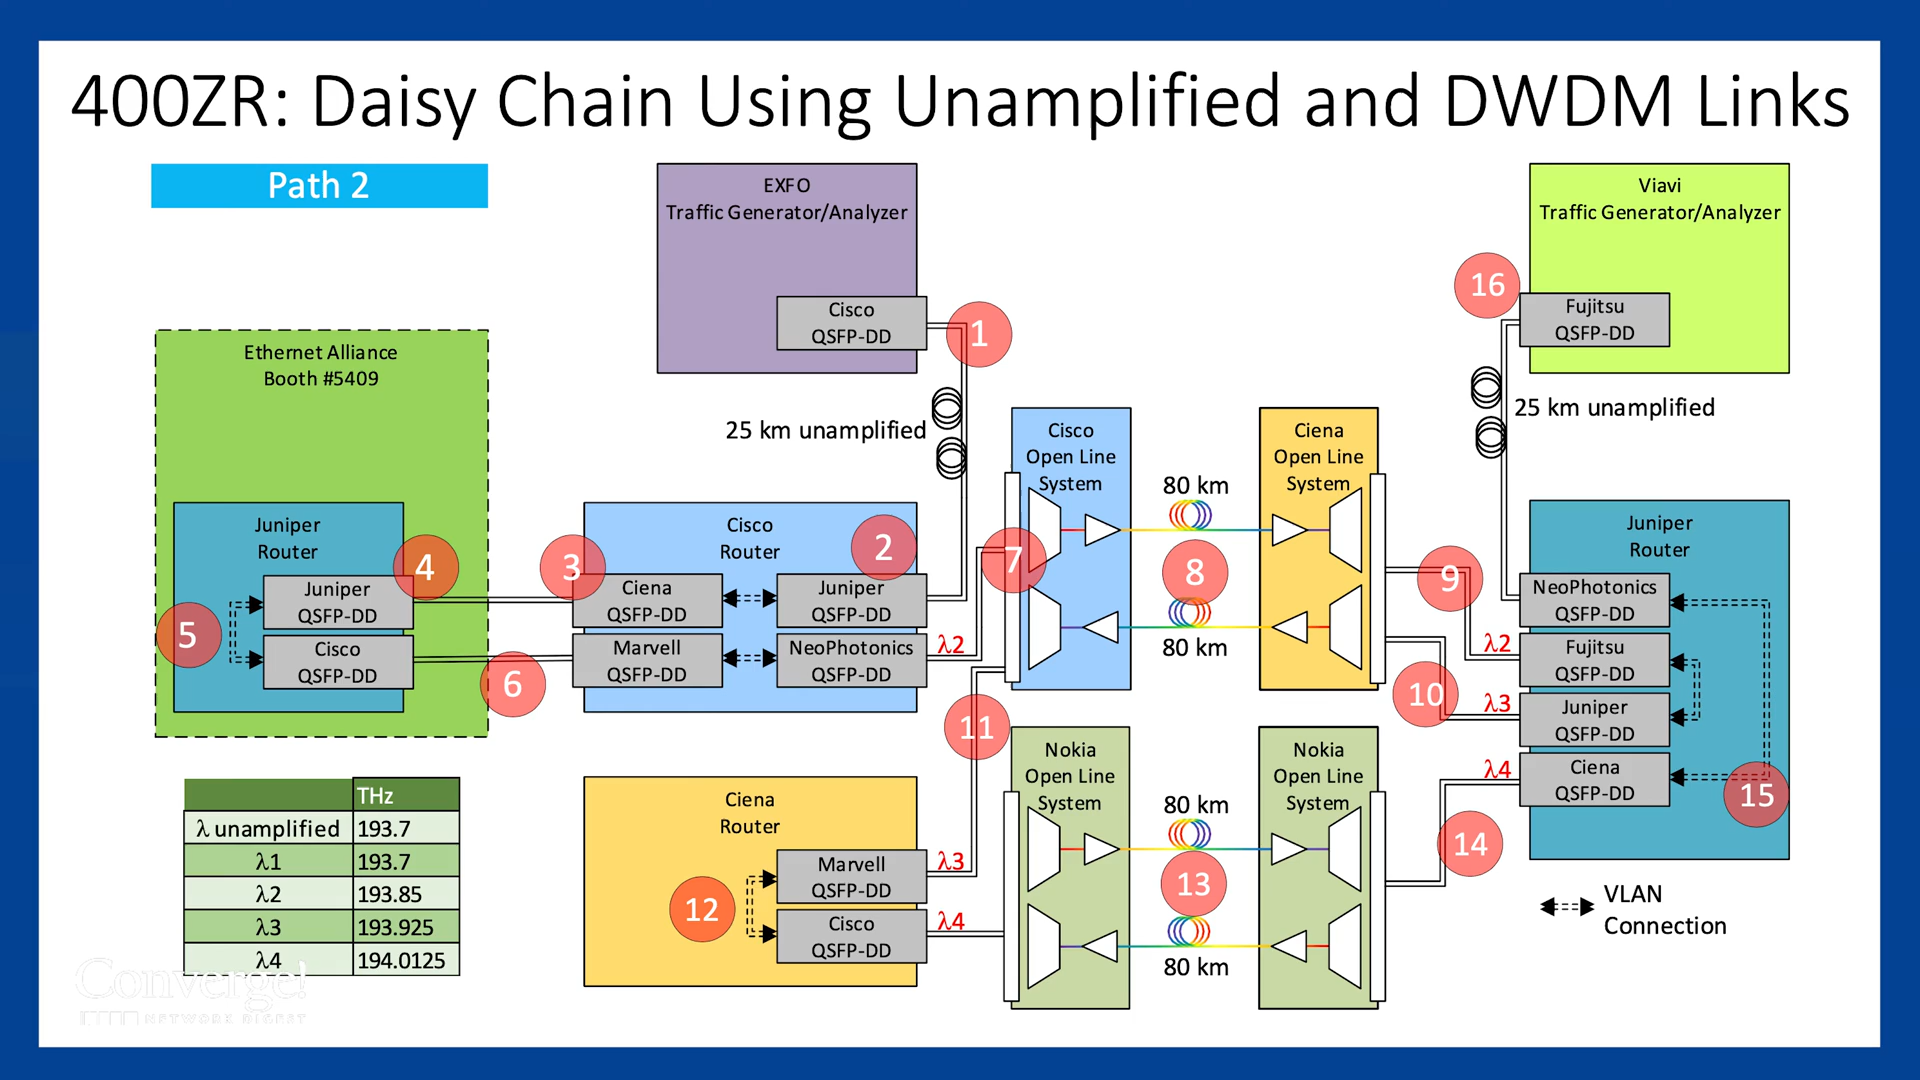 400ZR: Daisy Chain Using Unamplified and DWDM Links
Path 2
EXFO
Traffic Generator/Analyzer
Cisco
QSFP-DD
1
25 km unamplified
Viavi
Traffic Generator/Analyzer
16
Fujitsu
QSFP-DD
25 km unamplified
Ethernet Alliance
Booth #5409
Juniper
Router
4
Juniper
QSFP-DD
5
Cisco
QSFP-DD
6
3
Cisco
Router
2
Ciena
QSFP-DD
Juniper
QSFP-DD
Marvell
QSFP-DD
NeoPhotonics
QSFP-DD
λ2
7
Cisco
Open Line
System
80 km
8
80 km
Ciena
Open Line
System
9
10
λ2
λ3
λ4
Juniper
Router
NeoPhotonics
QSFP-DD
Fujitsu
QSFP-DD
Juniper
QSFP-DD
Ciena
QSFP-DD
15
14
11
Ciena
Router
Marvell
QSFP-DD
12
Cisco
QSFP-DD
λ3
λ4
Nokia
Open Line
System
80 km
13
80 km
Nokia
Open Line
System
VLAN
Connection
THz
λ unamplified 193.7
λ1 193.7
λ2 193.85
λ3 193.925
λ4 194.0125
Converge!
NETWORK DIGEST